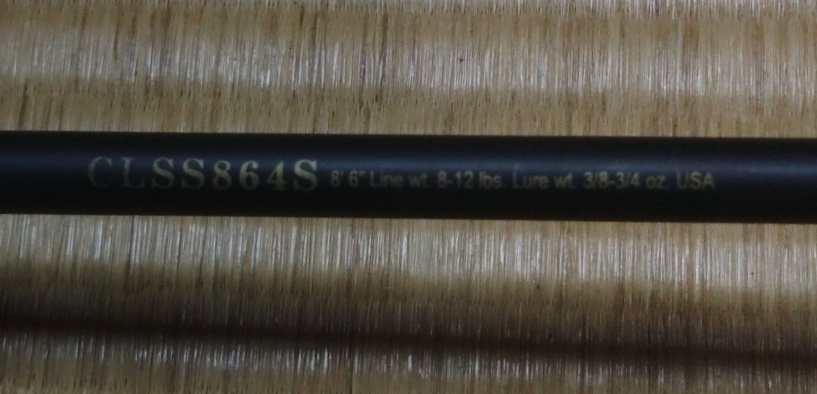 CLSS864S 8' 6" Line wt. 8-12 lbs. Lure wt. 3/8-3/4 oz. USA